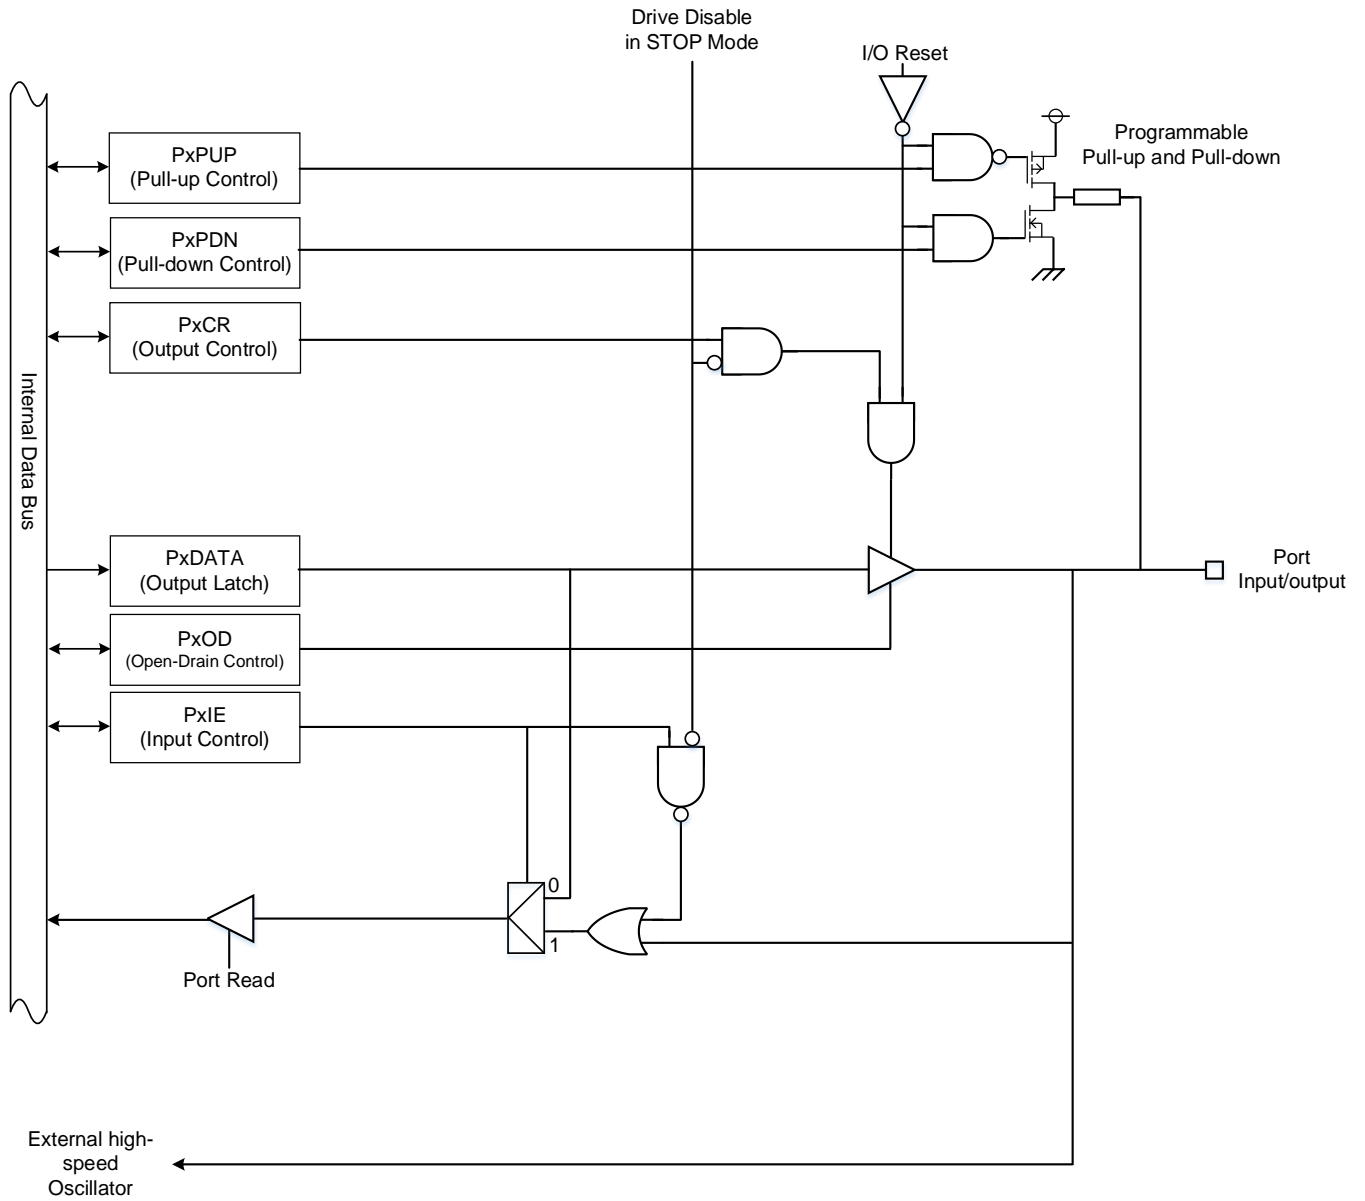 Drive Disable
in STOP Mode
I/O Reset
Programmable
Pull-up and Pull-down
PxPUP
(Pull-up Control)
PxPDN
(Pull-down Control)
PxCR
(Output Control)
Internal Data Bus
PxDATA
(Output Latch)
Port
Input/output
PxOD
(Open-Drain Control)
PxIE
(Input Control)
0
1
Port Read
External high-
speed
Oscillator